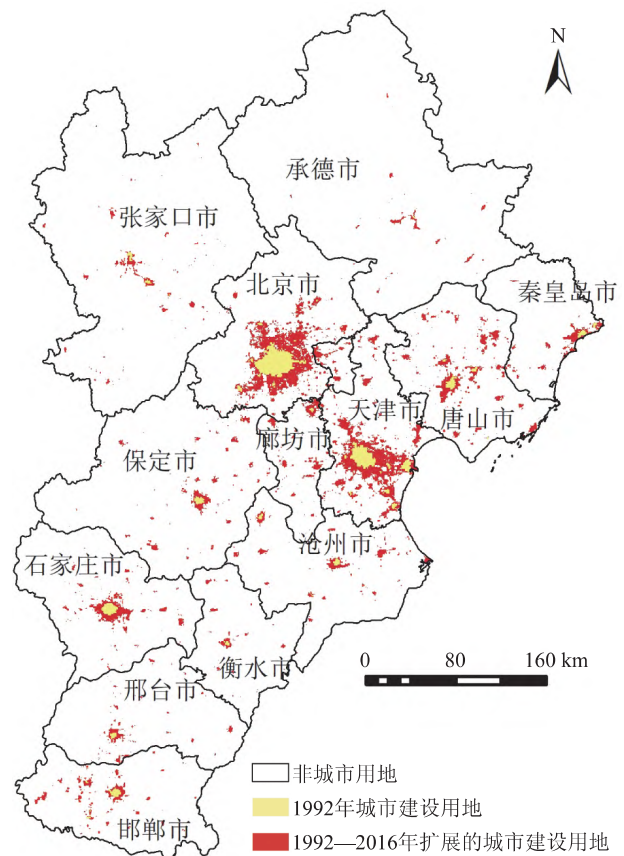 N
承德市
张家口市
北京市
秦皇岛市
天津市
唐山市
廊坊市
保定市
沧州市
石家庄市
衡水市
邢台市
邯郸市
0 80 160 km
非城市用地
1992年城市建设用地
1992—2016年扩展的城市建设用地